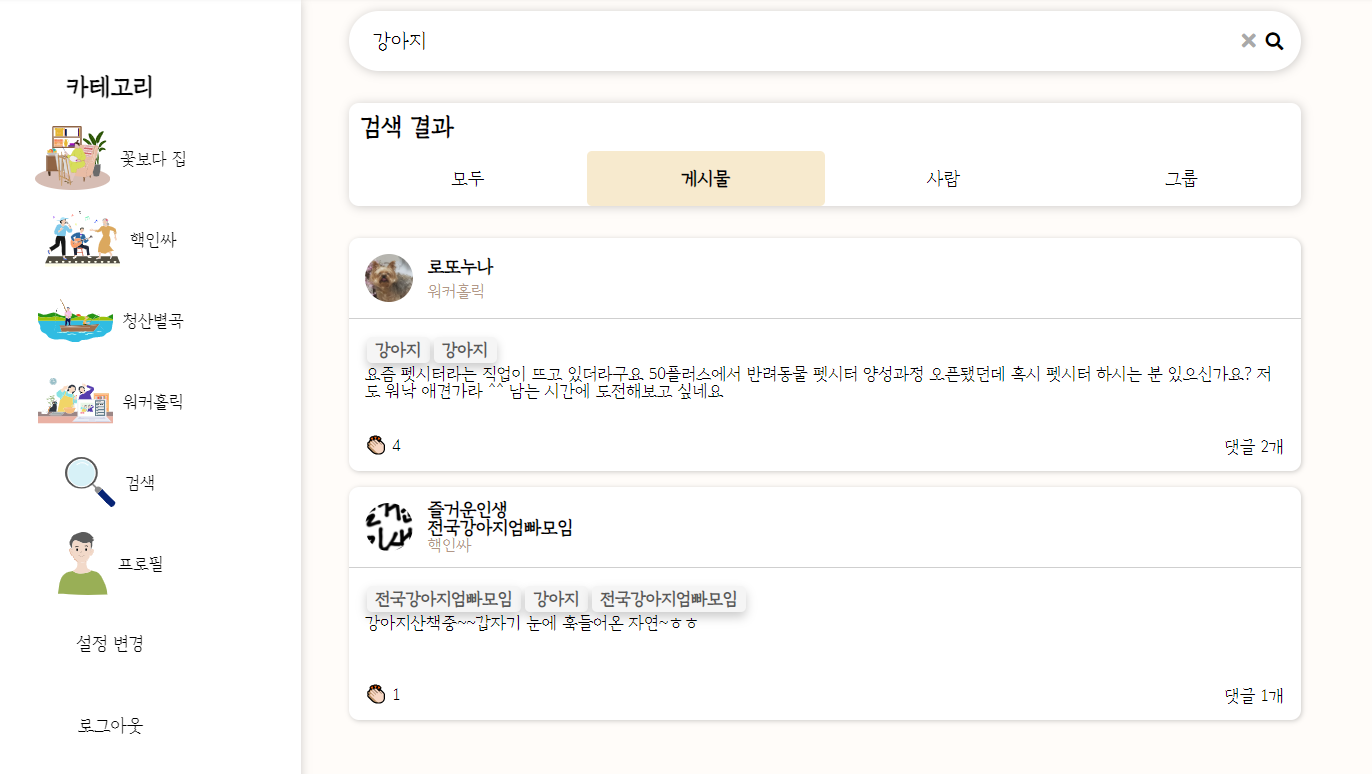 강아지
카테고리
꽃보다 집
핵인싸
청산별곡
워커홀릭
검색
프로필
설정 변경
로그아웃
검색 결과
모두
게시물
사람
그룹
로또누나
워커홀릭
강아지 강아지
요즘 펫시터라는 직업이 뜨고 있더라구요 50플러스에서 반려동물 펫시터 양성과정 오픈됐던데 혹시 펫시터 하시는 분 있으신가요? 저
도 워낙 애견가라 ^^ 남는 시간에 도전해보고 싶네요
4
댓글 2개
즐거운인생
전국강아지엄빠모임
핵인싸
전국강아지엄빠모임 강아지 전국강아지엄빠모임
강아지산책중~~갑자기 눈에 훅들어온 자연~ㅎㅎ
1
댓글 1개